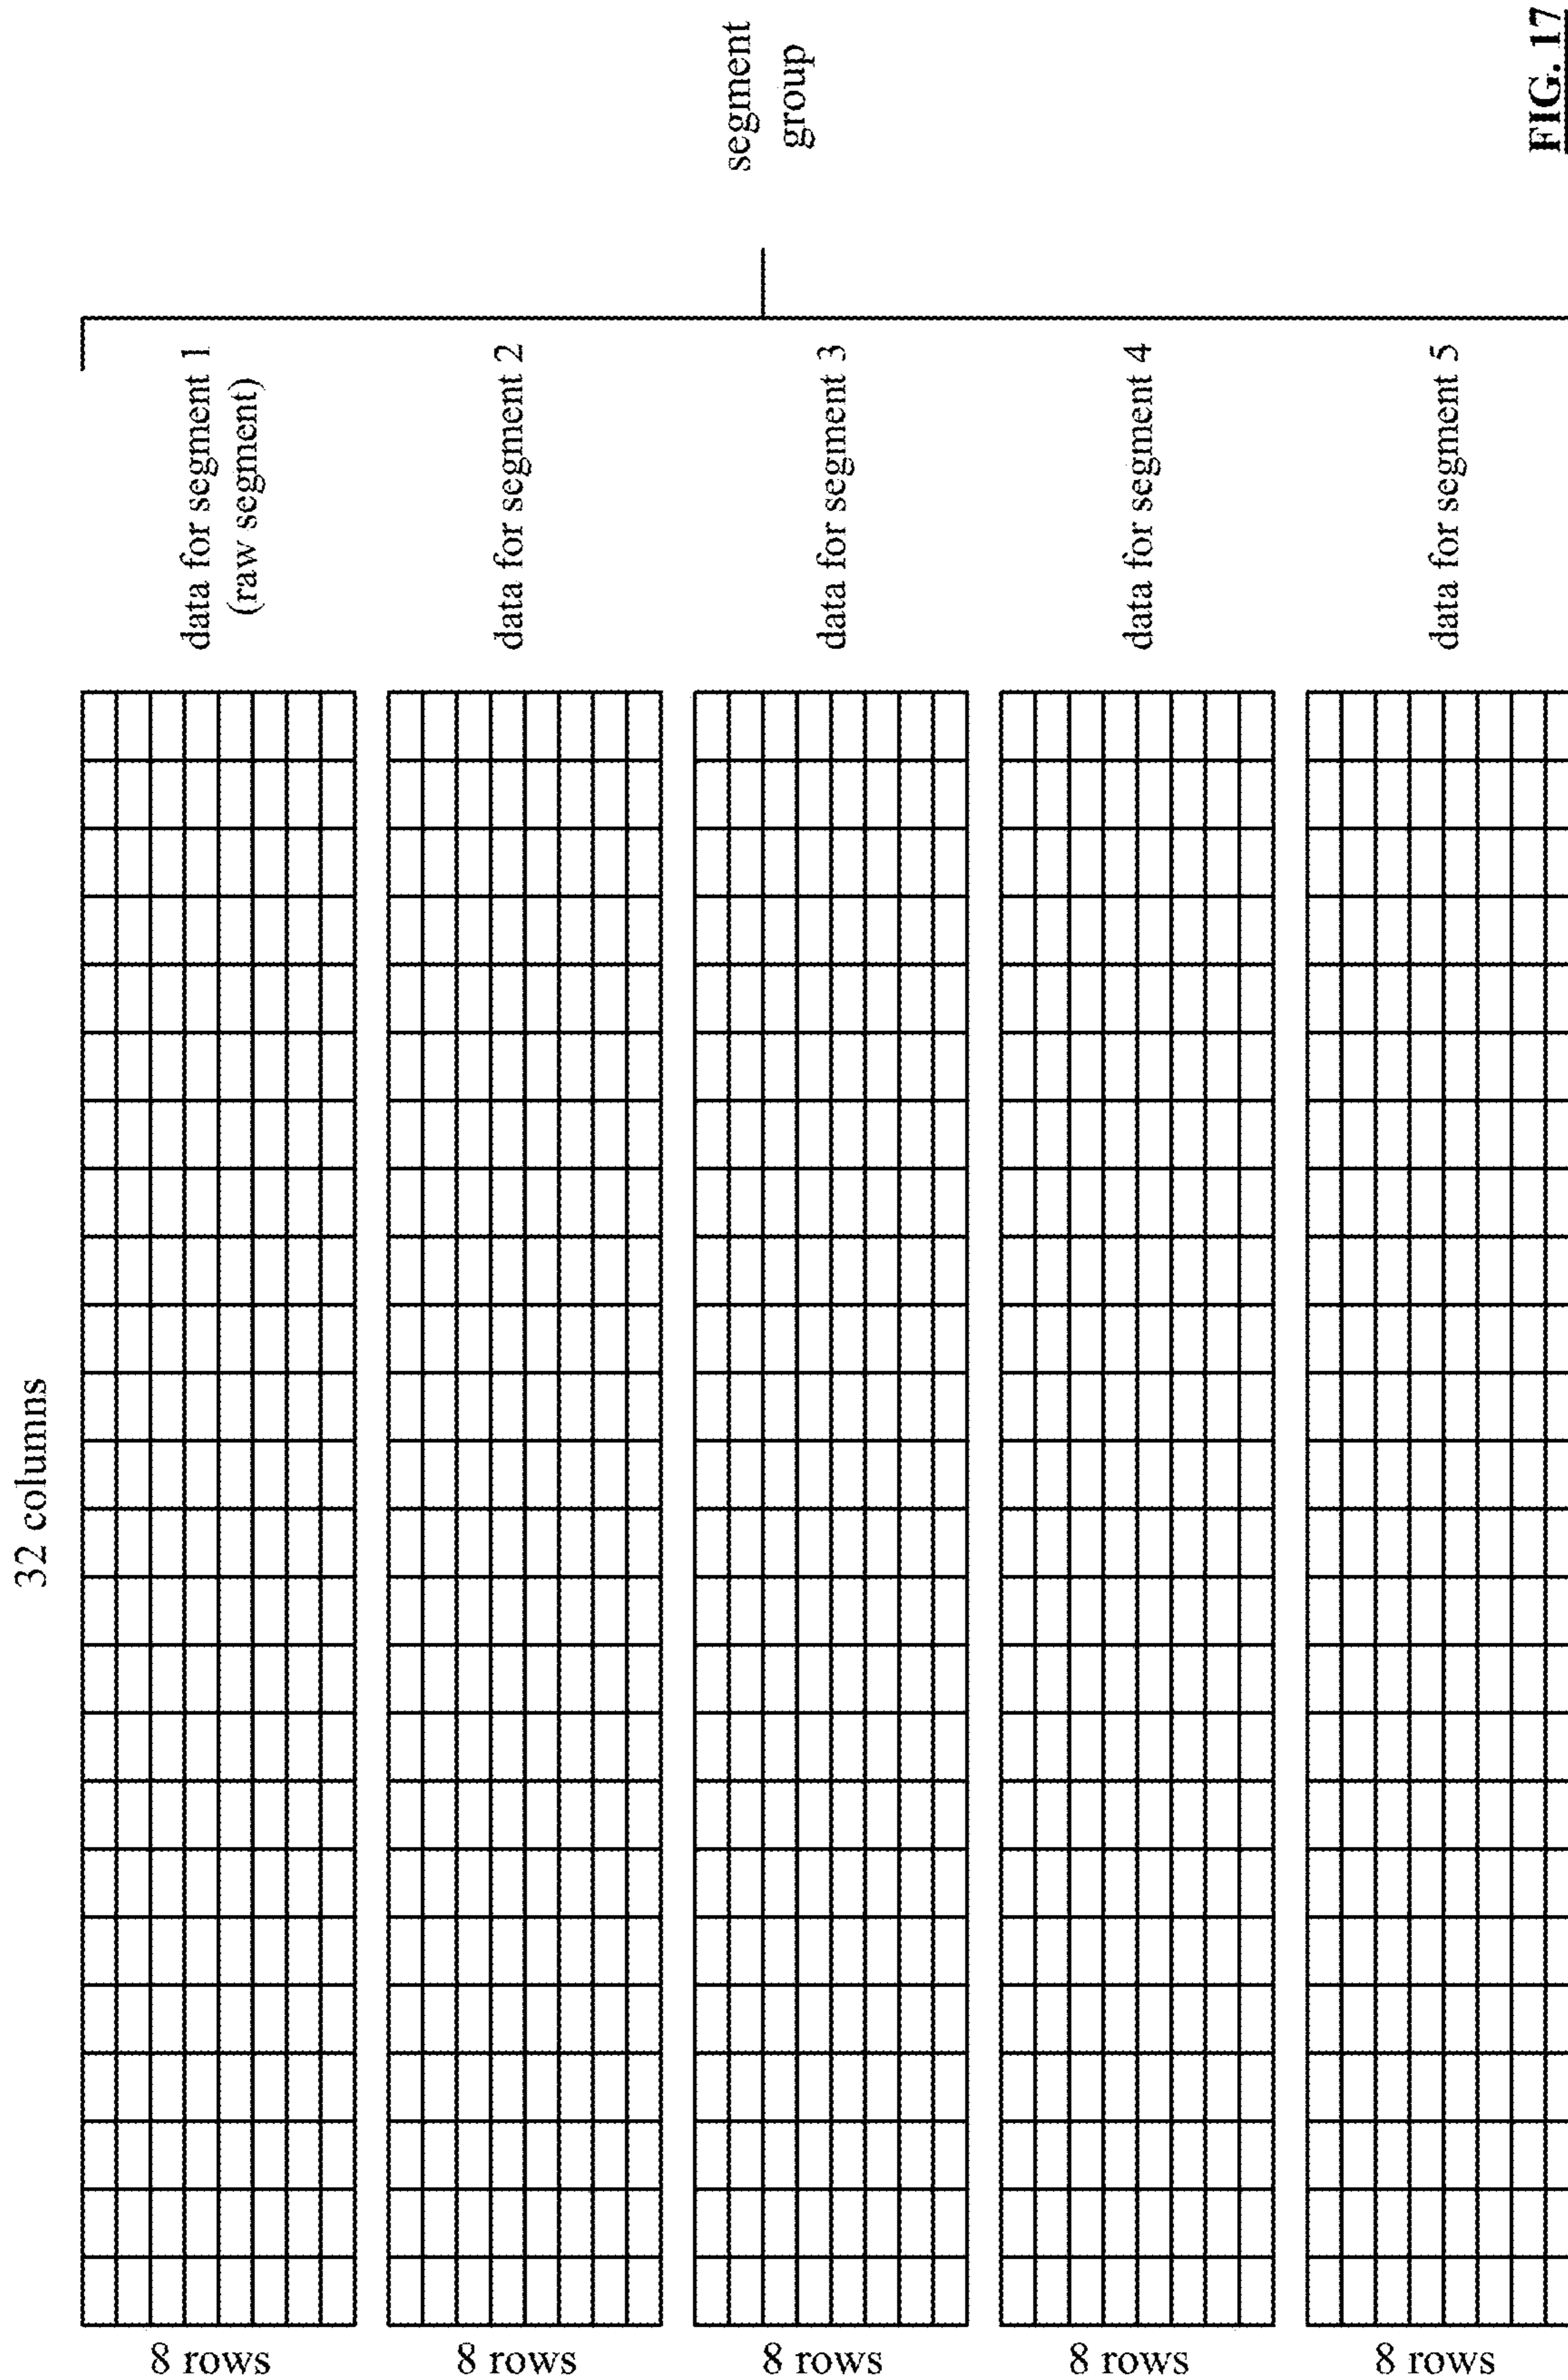 32 columns
8 rows
data for segment 1
(raw segment)
8 rows
data for segment 2
8 rows
data for segment 3
8 rows
data for segment 4
8 rows
data for segment 5
segment
group
FIG. 17